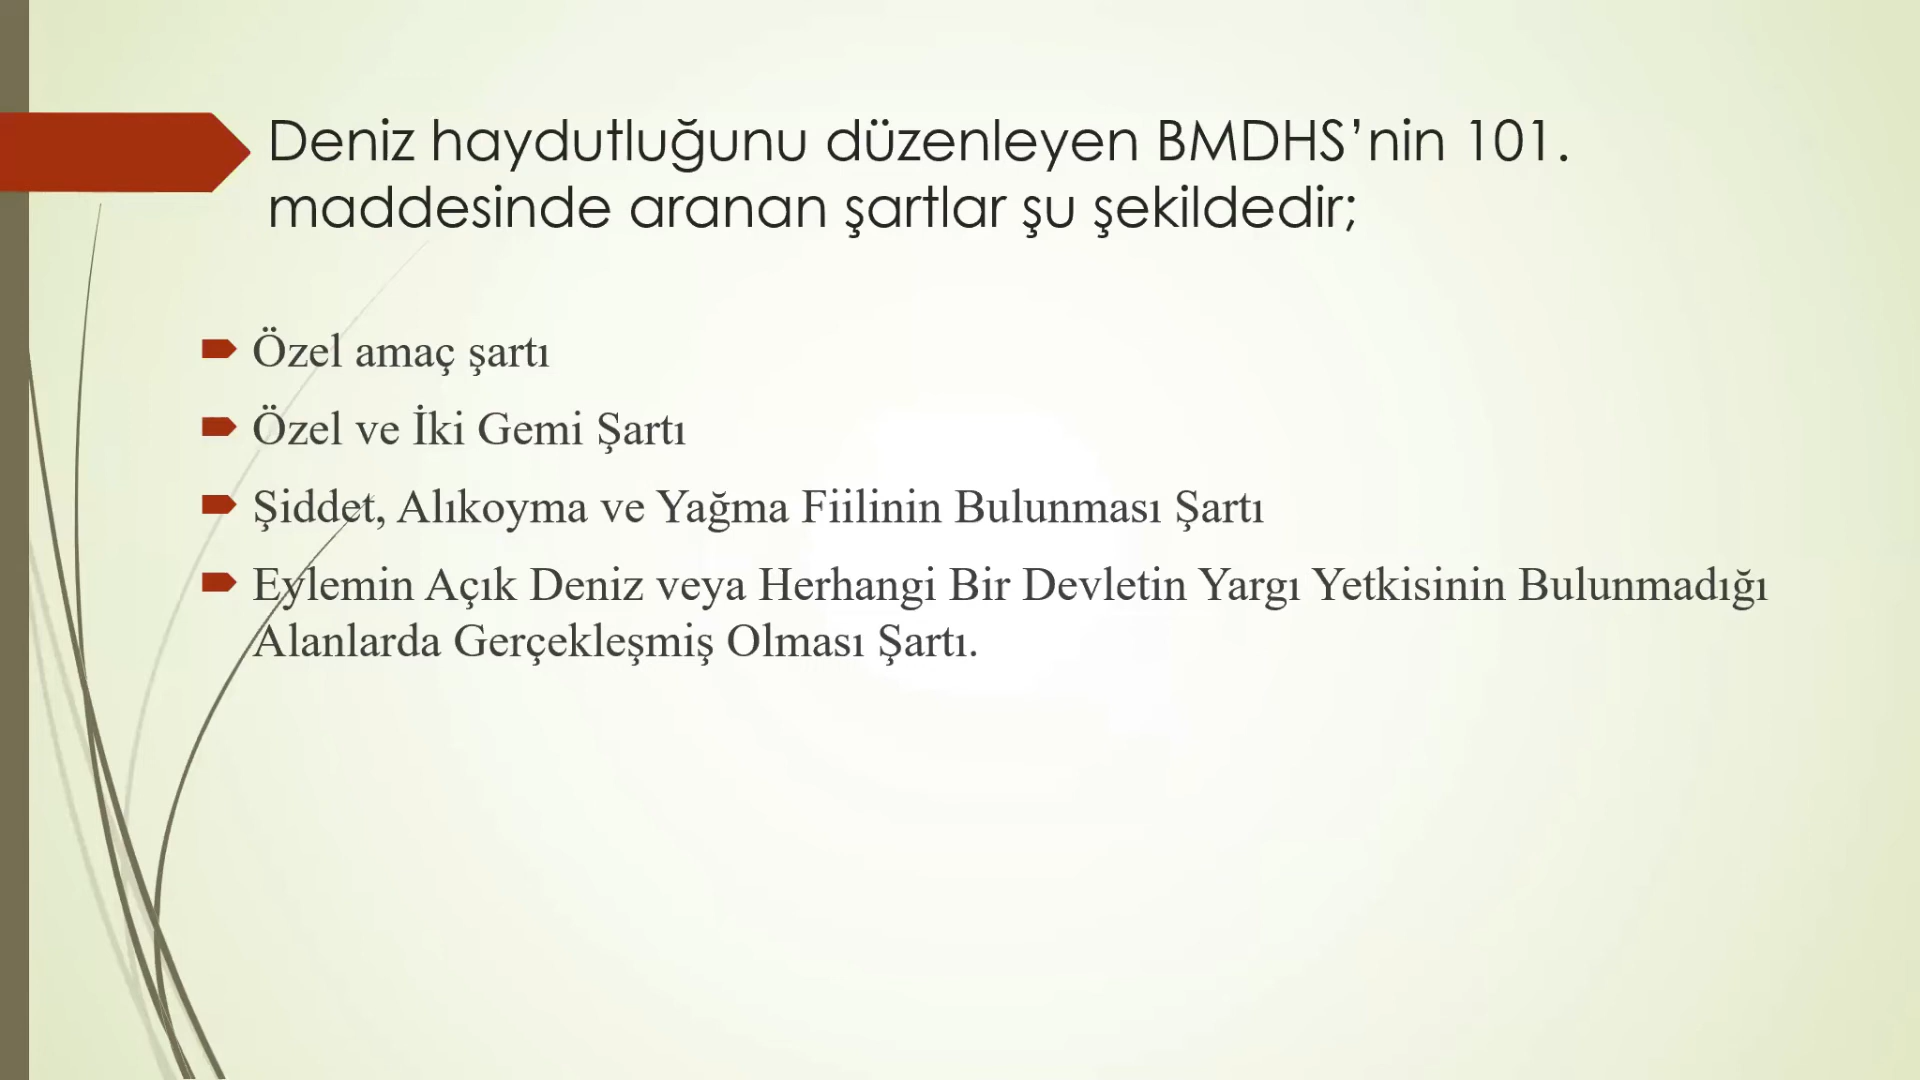 Deniz haydutluğunu düzenleyen BMDHS’nin 101.
maddesinde aranan şartlar şu şekildedir;
Özel amaç şartı
Özel ve İki Gemi Şartı
Şiddet, Alıkoyma ve Yağma Fiilinin Bulunması Şartı
Eylemin Açık Deniz veya Herhangi Bir Devletin Yargı Yetkisinin Bulunmadığı
Alanlarda Gerçekleşmiş Olması Şartı.